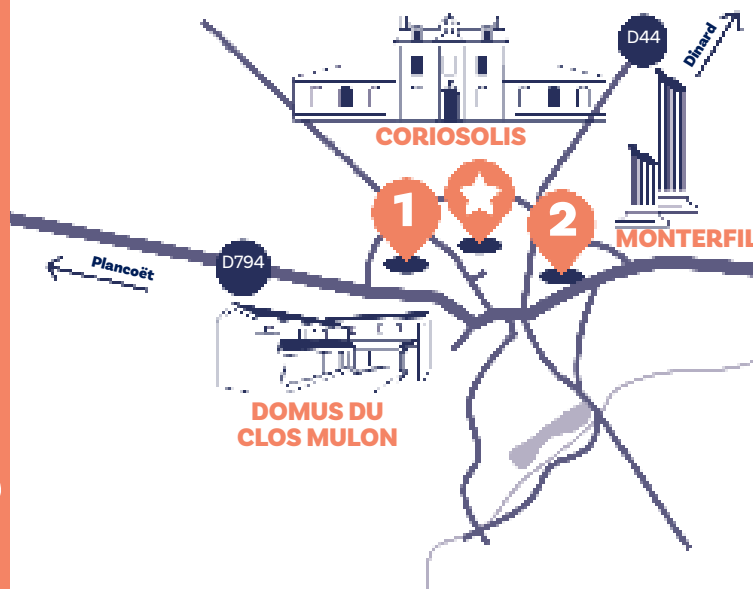 D44
Dinard
CORIOSOLIS
1
2
MONTERFIL
D794
Plancoët
DOMUS DU
CLOS MULON